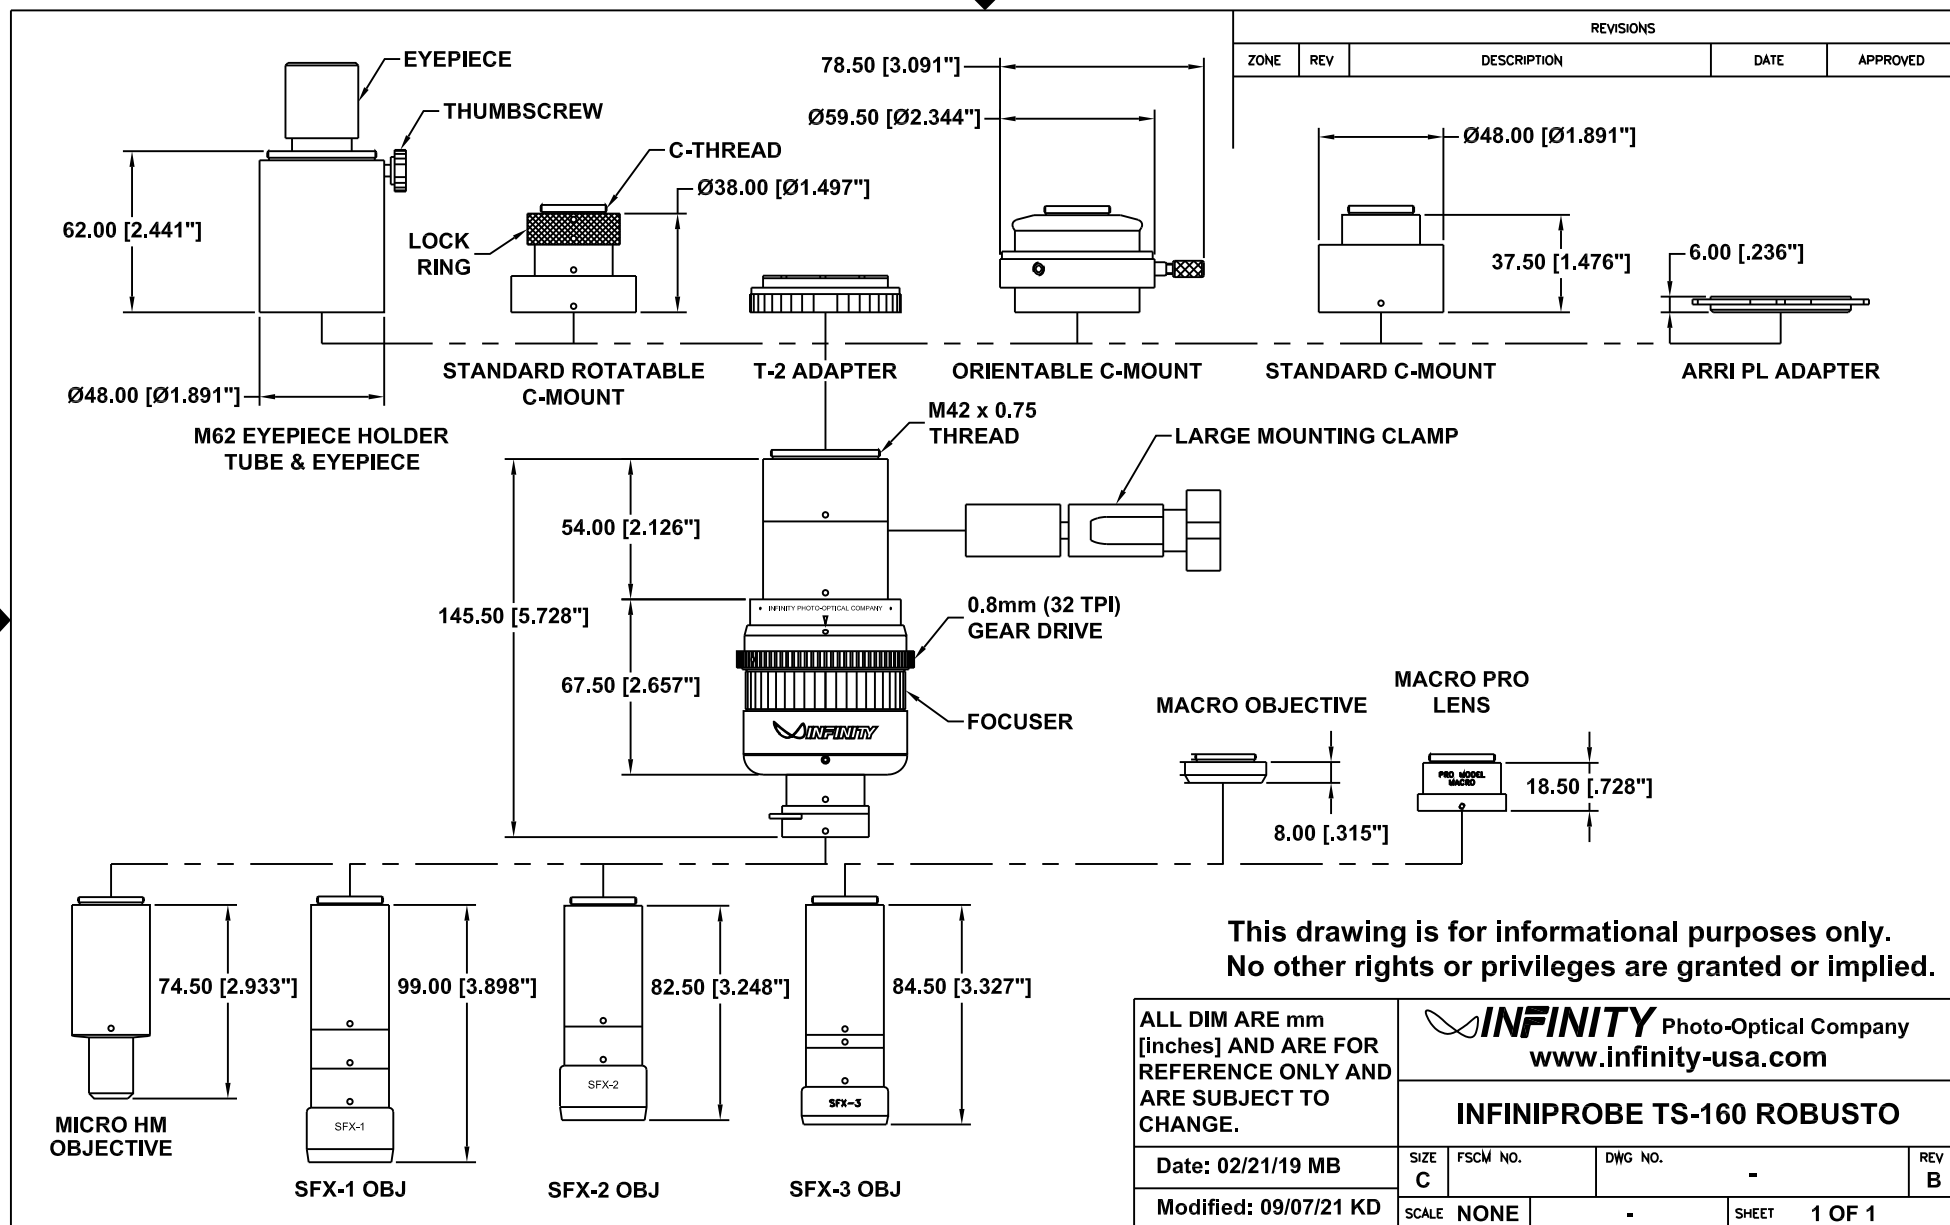 REVISIONS
ZONE REV DESCRIPTION DATE APPROVED
EYEPIECE
THUMBSCREW
62.00 [2.441"]
Ø48.00 [Ø1.891"]
M62 EYEPIECE HOLDER
TUBE & EYEPIECE
C-THREAD
Ø38.00 [Ø1.497"]
LOCK
RING
STANDARD ROTATABLE
C-MOUNT
T-2 ADAPTER
78.50 [3.091"]
Ø59.50 [Ø2.344"]
ORIENTABLE C-MOUNT
Ø48.00 [Ø1.891"]
37.50 [1.476"]
STANDARD C-MOUNT
6.00 [.236"]
ARRI PL ADAPTER
M42 x 0.75
THREAD
LARGE MOUNTING CLAMP
54.00 [2.126"]
145.50 [5.728"]
67.50 [2.657"]
INFINITY PHOTO-OPTICAL COMPANY
0.8mm (32 TPI)
GEAR DRIVE
FOCUSER
INFINITY
MACRO OBJECTIVE
8.00 [.315"]
MACRO PRO
LENS
PRO MODEL
MACRO
18.50 [.728"]
74.50 [2.933"]
MICRO HM
OBJECTIVE
99.00 [3.898"]
SFX-1
SFX-1 OBJ
82.50 [3.248"]
SFX-2
SFX-2 OBJ
84.50 [3.327"]
SFX-3
SFX-3 OBJ
This drawing is for informational purposes only.
No other rights or privileges are granted or implied.
ALL DIM ARE mm
[inches] AND ARE FOR
REFERENCE ONLY AND
ARE SUBJECT TO
CHANGE.
Date: 02/21/19 MB
Modified: 09/07/21 KD
INFINITY Photo-Optical Company
www.infinity-usa.com
INFINIPROBE TS-160 ROBUSTO
SIZE
C
FSCM NO.
DWG NO.
-
REV
B
SCALE NONE
-
SHEET 1 OF 1